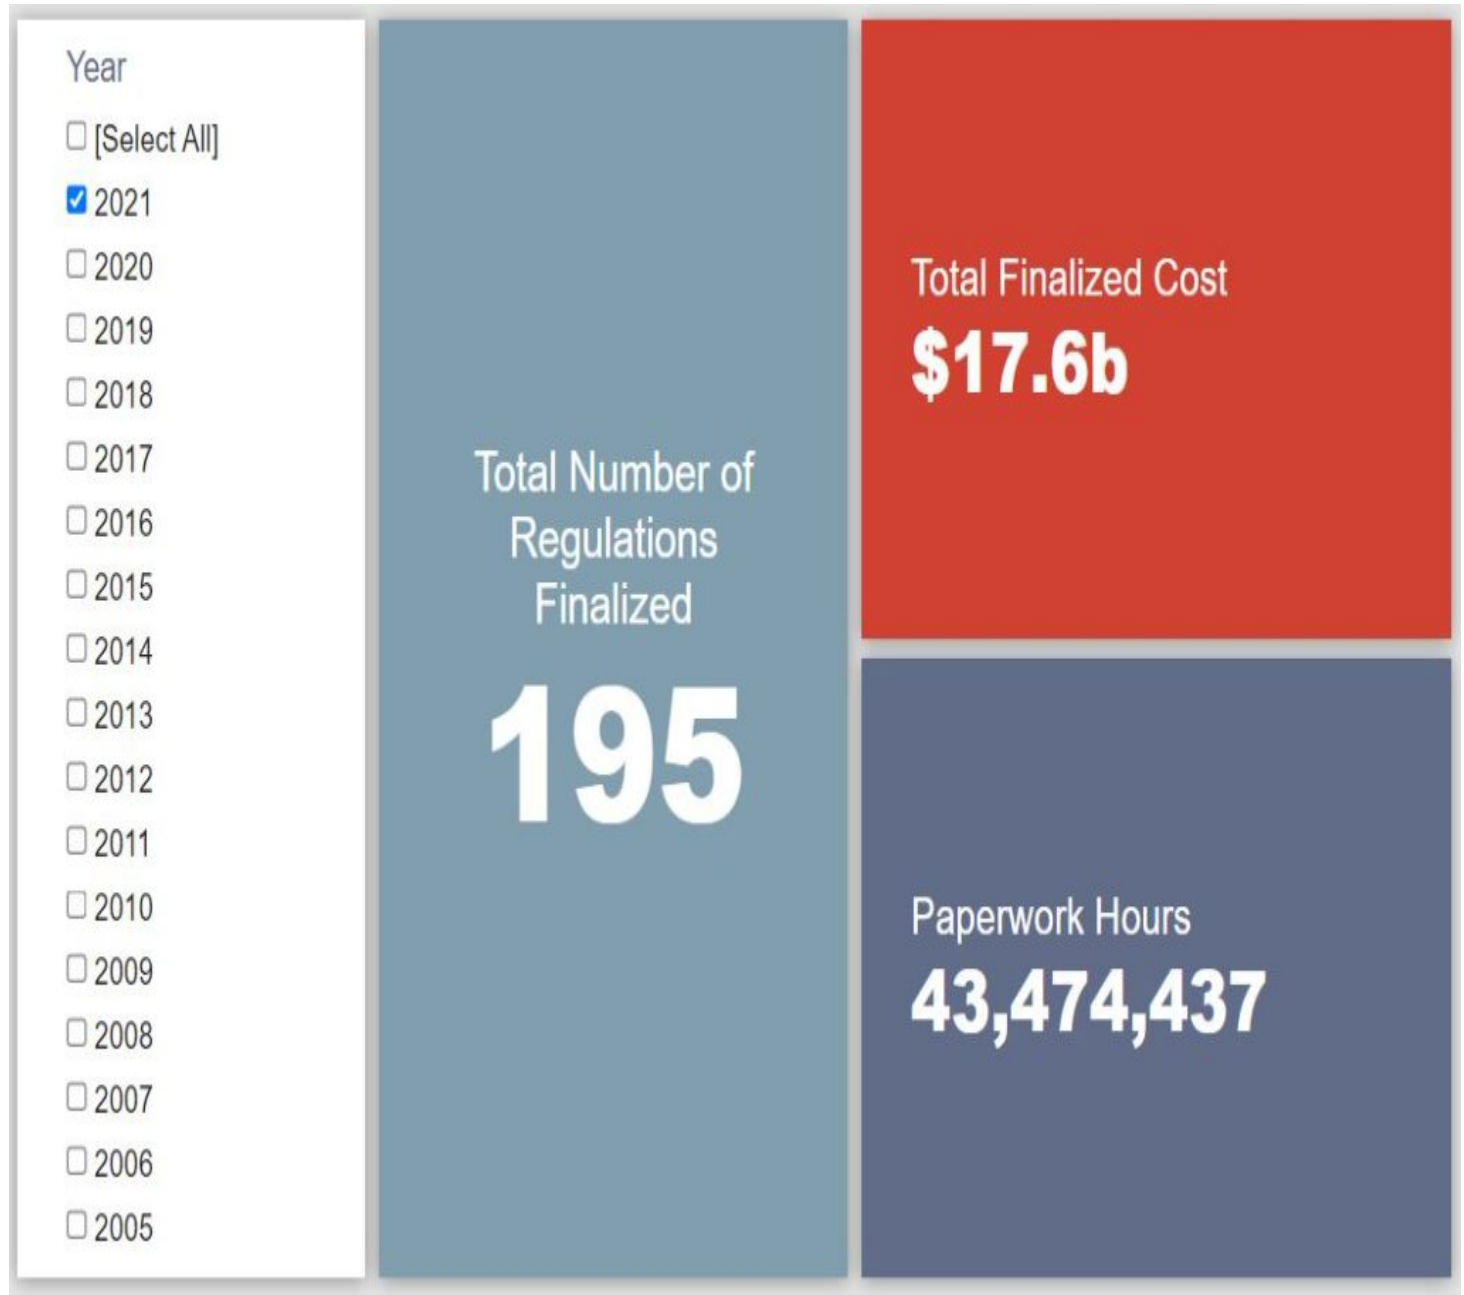 Year
[Select All]
2021
2020
2019
2018
2017
2016
2015
2014
2013
2012
2011
2010
2009
2008
2007
2006
2005
Total Number of
Regulations
Finalized
195
Total Finalized Cost
$17.6b
Paperwork Hours
43,474,437